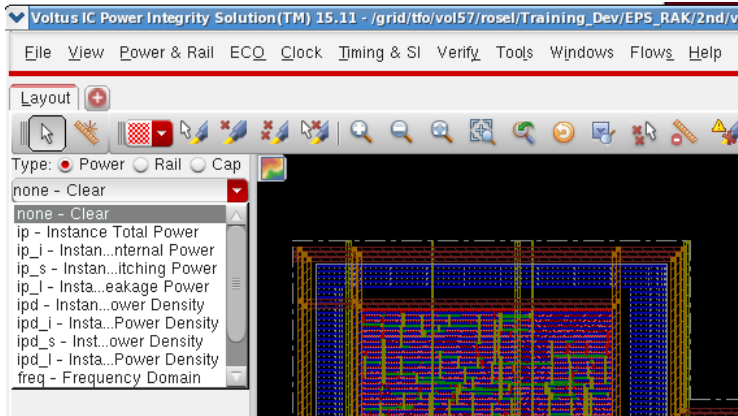 Voltus IC Power Integrity Solution(TM) 15.11 - /grid/tfo/vol57/rosel/Training_Dev/EPS_RAK/2nd/v
File View Power & Rail ECO Clock Timing & SI Verify Tools Windows Flows Help
Layout
Type: Power Rail Cap
none - Clear
none - Clear
ip - Instance Total Power
ip_i - Instan...nternal Power
ip_s - Instan...itching Power
ip_l - Insta...eakage Power
ipd - Instan...ower Density
ipd_i - Insta...Power Density
ipd_s - Inst...ower Density
ipd_l - Insta...Power Density
freq - Frequency Domain